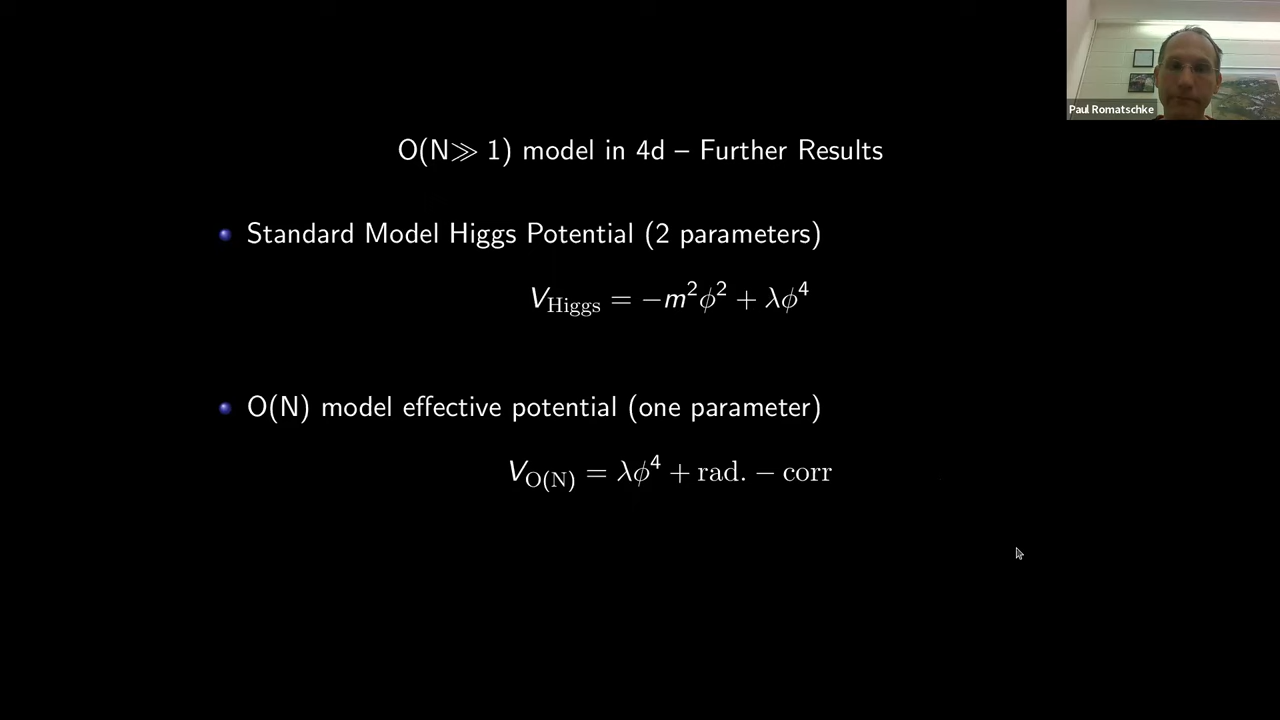 Paul Romatschke
O(N≫ 1) model in 4d – Further Results
Standard Model Higgs Potential (2 parameters)
V_Higgs = −m²ϕ² + λϕ⁴
O(N) model effective potential (one parameter)
V_O(N) = λϕ⁴ + rad. − corr